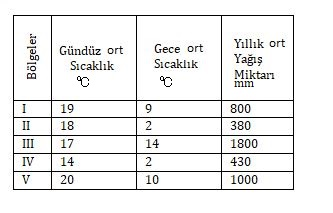 Bölgeler
Gündüz ort
Sıcaklık
°C
Gece ort
Sıcaklık
°C
Yıllık ort
Yağış
Miktarı
mm
I 19 9 800
II 18 2 380
III 17 14 1800
IV 14 2 430
V 20 10 1000